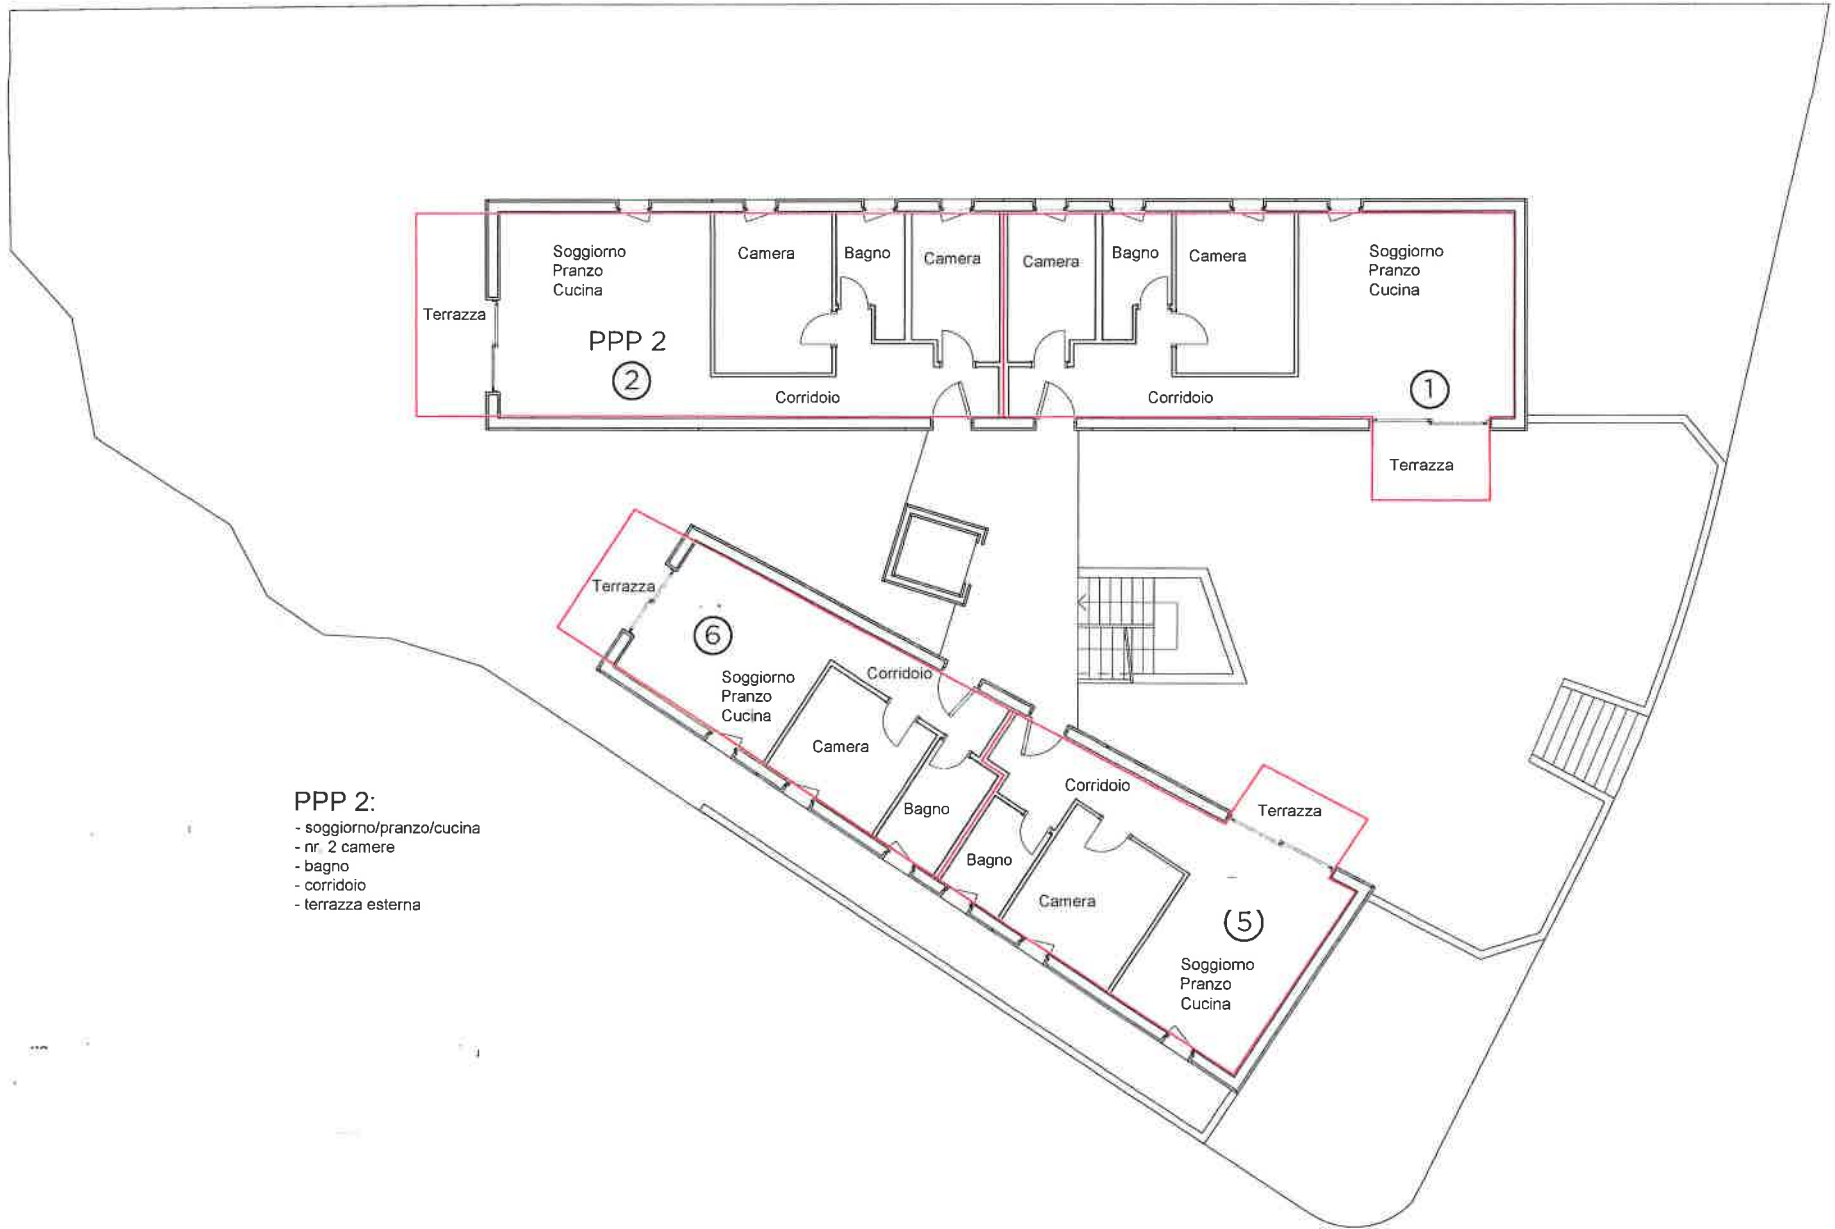 Soggiorno
Pranzo
Cucina
Camera
Bagno
Camera
Camera
Bagno
Camera
Soggiorno
Pranzo
Cucina
Terrazza
PPP 2
2
Corridoio
Corridoio
1
Terrazza
Terrazza
6
Soggiorno
Pranzo
Cucina
Corridoio
Camera
Bagno
Corridoio
Terrazza
Bagno
Camera
(5)
Soggiorno
Pranzo
Cucina
PPP 2:
- soggiorno/pranzo/cucina
- nr. 2 camere
- bagno
- corridoio
- terrazza esterna